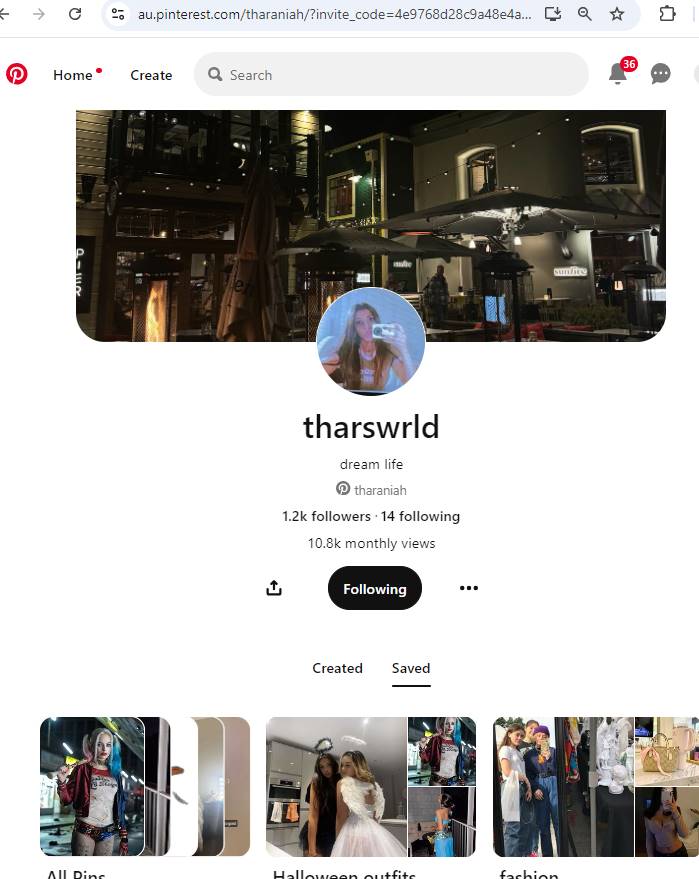 au.pinterest.com/tharaniah/?invite_code=4e9768d28c9a48e4a...
Home
Create
Search
36
sunfire
tharswrld
dream life
tharaniah
1.2k followers · 14 following
10.8k monthly views
Following
Created
Saved
All Pins
Halloween outfits
fashion